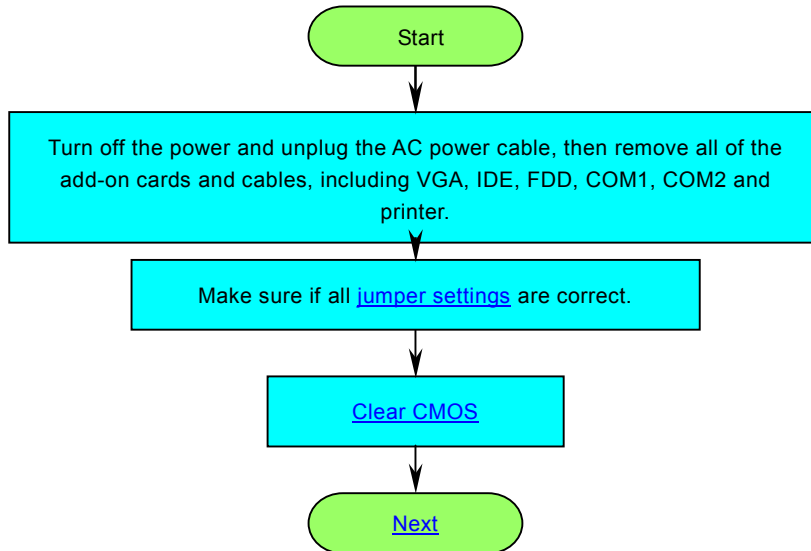 Start
Turn off the power and unplug the AC power cable, then remove all of the
add-on cards and cables, including VGA, IDE, FDD, COM1, COM2 and
printer.
Make sure if all jumper settings are correct.
Clear CMOS
Next